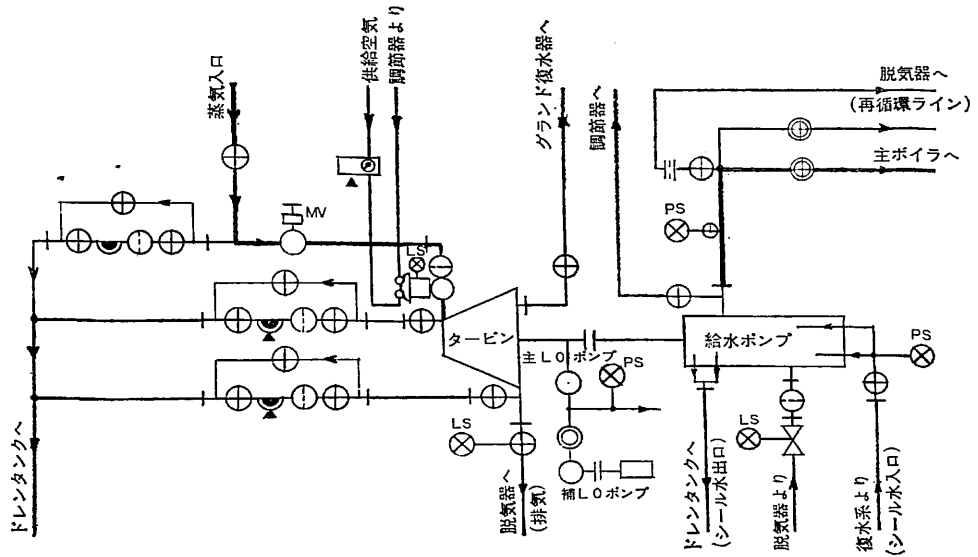 蒸気入口
供給空気
調節器より
グランド復水器へ
調節器へ
脱気器へ
(再循環ライン)
主ボイラへ
MV
LS
PS
タービン
主LOポンプ
PS
給水ポンプ
PS
LS
補LOポンプ
LS
ドレンタンクへ
脱気器へ
(排気)
ドレンタンクへ
(シール水出口)
脱気器より
復水系より
(シール水入口)